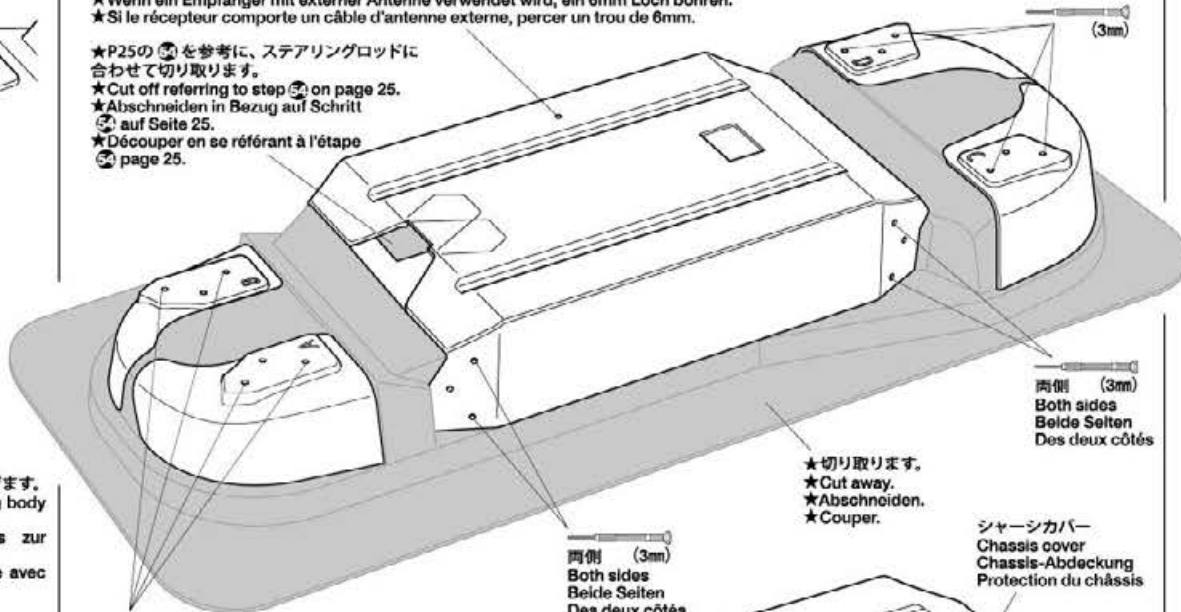 ★Wenn ein Empfänger mit externer Antenne verwendet wird, ein 6mm Loch bohren.
★Si le récepteur comporte un câble d'antenne externe, percer un trou de 6mm.
★P25の 54 を参考に、ステアリングロッドに
合わせて切り取ります。
★Cut off referring to step 54 on page 25.
★Abschneiden in Bezug auf Schritt
54 auf Seite 25.
★Découper en se référant à l'étape
54 page 25.
(3mm)
D
C
B
A
両側 (3mm)
Both sides
Beide Seiten
Des deux côtés
★切り取ります。
★Cut away.
★Abschneiden.
★Couper.
ます。
body
zur
avec
両側 (3mm)
Both sides
Beide Seiten
Des deux côtés
シャーシカバー
Chassis cover
Chassis-Abdeckung
Protection du châssis